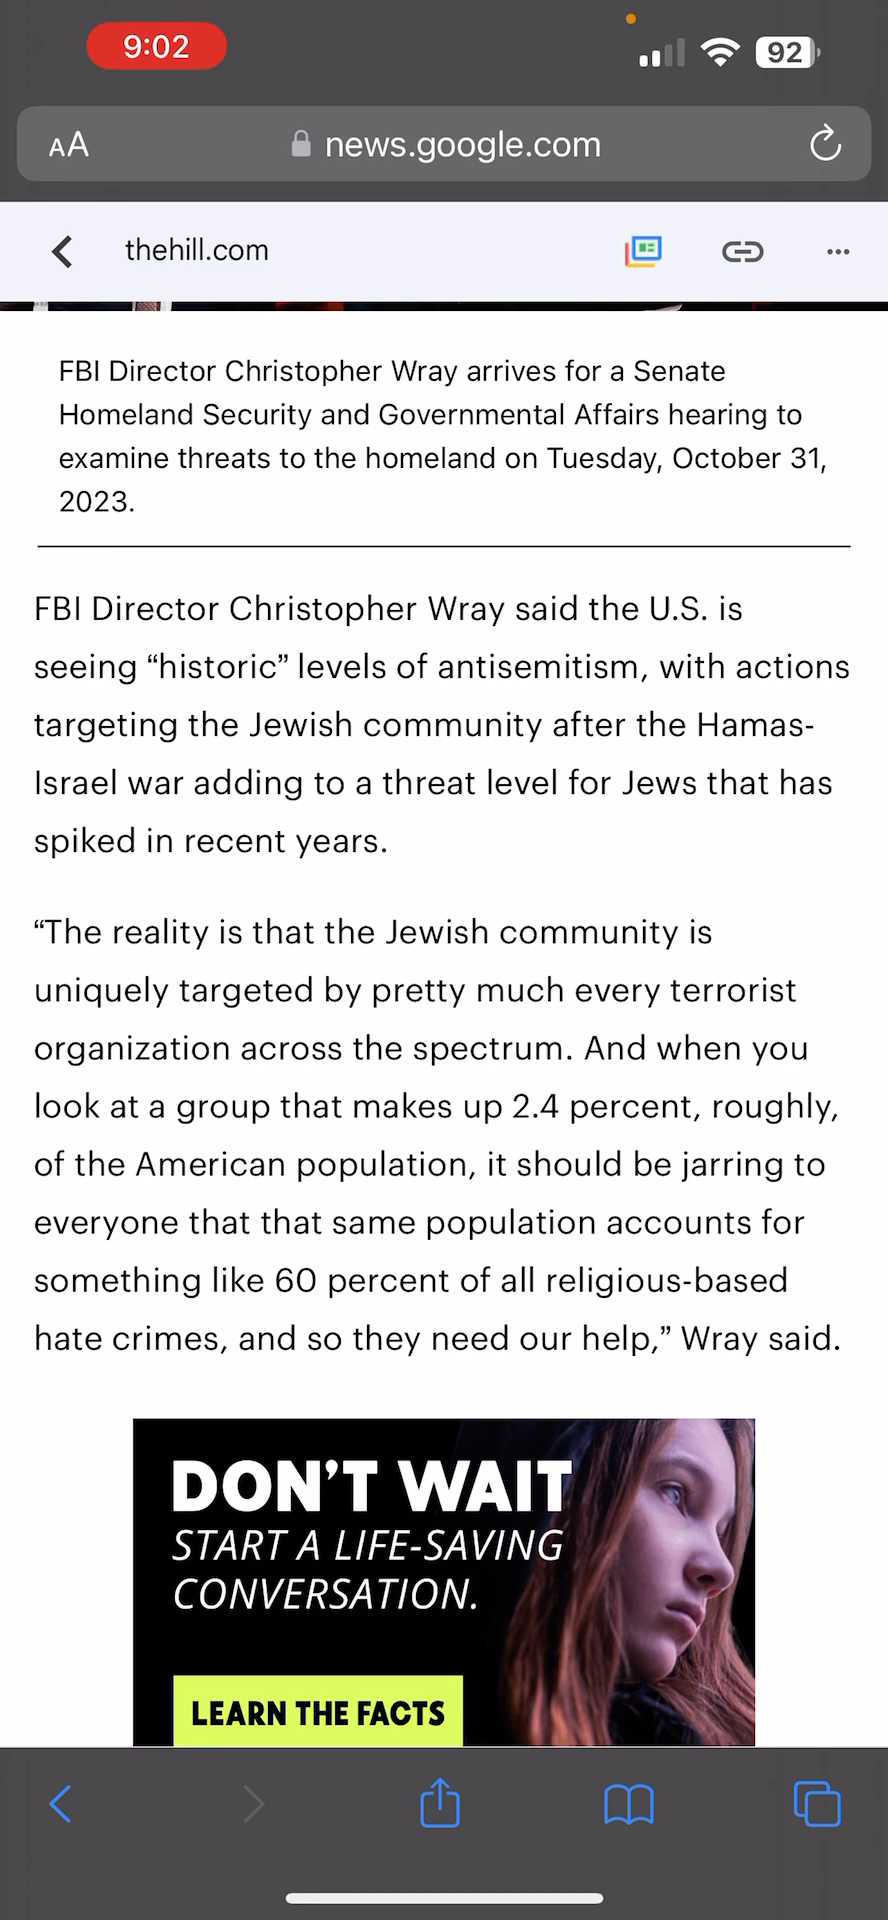 9:02
92
AA
news.google.com
thehill.com
FBI Director Christopher Wray arrives for a Senate
Homeland Security and Governmental Affairs hearing to
examine threats to the homeland on Tuesday, October 31,
2023.
FBI Director Christopher Wray said the U.S. is
seeing “historic” levels of antisemitism, with actions
targeting the Jewish community after the Hamas-
Israel war adding to a threat level for Jews that has
spiked in recent years.
“The reality is that the Jewish community is
uniquely targeted by pretty much every terrorist
organization across the spectrum. And when you
look at a group that makes up 2.4 percent, roughly,
of the American population, it should be jarring to
everyone that that same population accounts for
something like 60 percent of all religious-based
hate crimes, and so they need our help,” Wray said.
DON’T WAIT
START A LIFE-SAVING
CONVERSATION.
LEARN THE FACTS